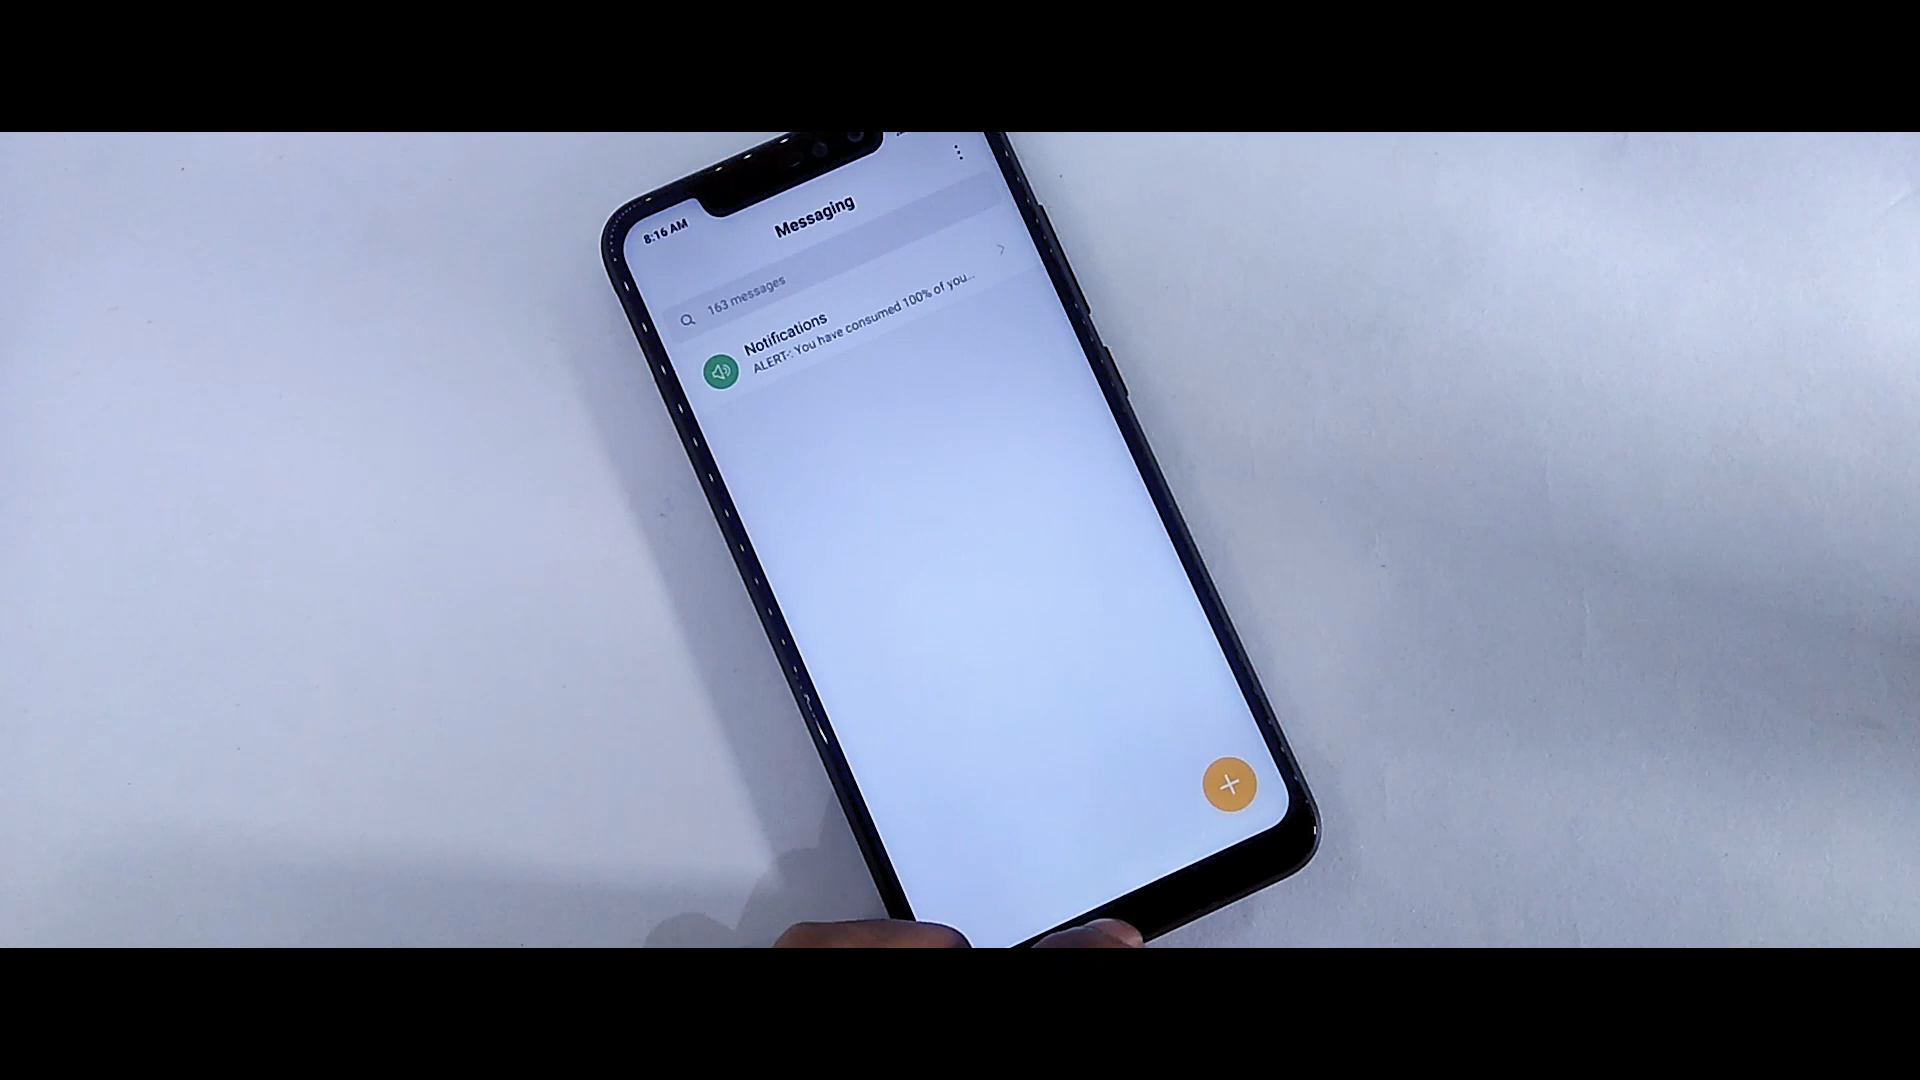 8:16 AM
Messaging
163 messages
Notifications
ALERT-: You have consumed 100% of you...